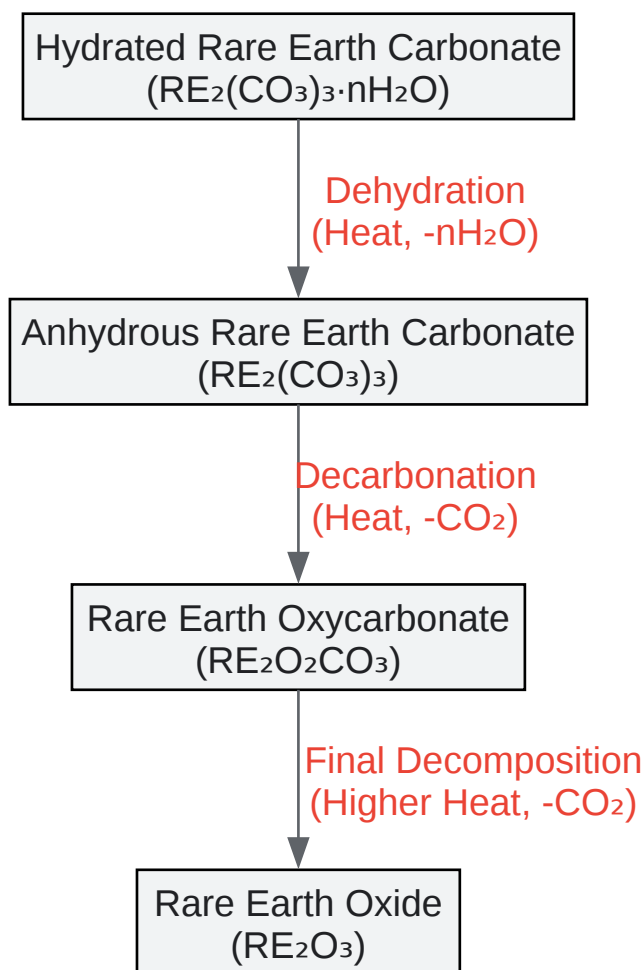 Hydrated Rare Earth Carbonate
(RE₂(CO₃)₃·nH₂O)
Dehydration
(Heat, -nH₂O)
Anhydrous Rare Earth Carbonate
(RE₂(CO₃)₃)
Decarbonation
(Heat, -CO₂)
Rare Earth Oxycarbonate
(RE₂O₂CO₃)
Final Decomposition
(Higher Heat, -CO₂)
Rare Earth Oxide
(RE₂O₃)